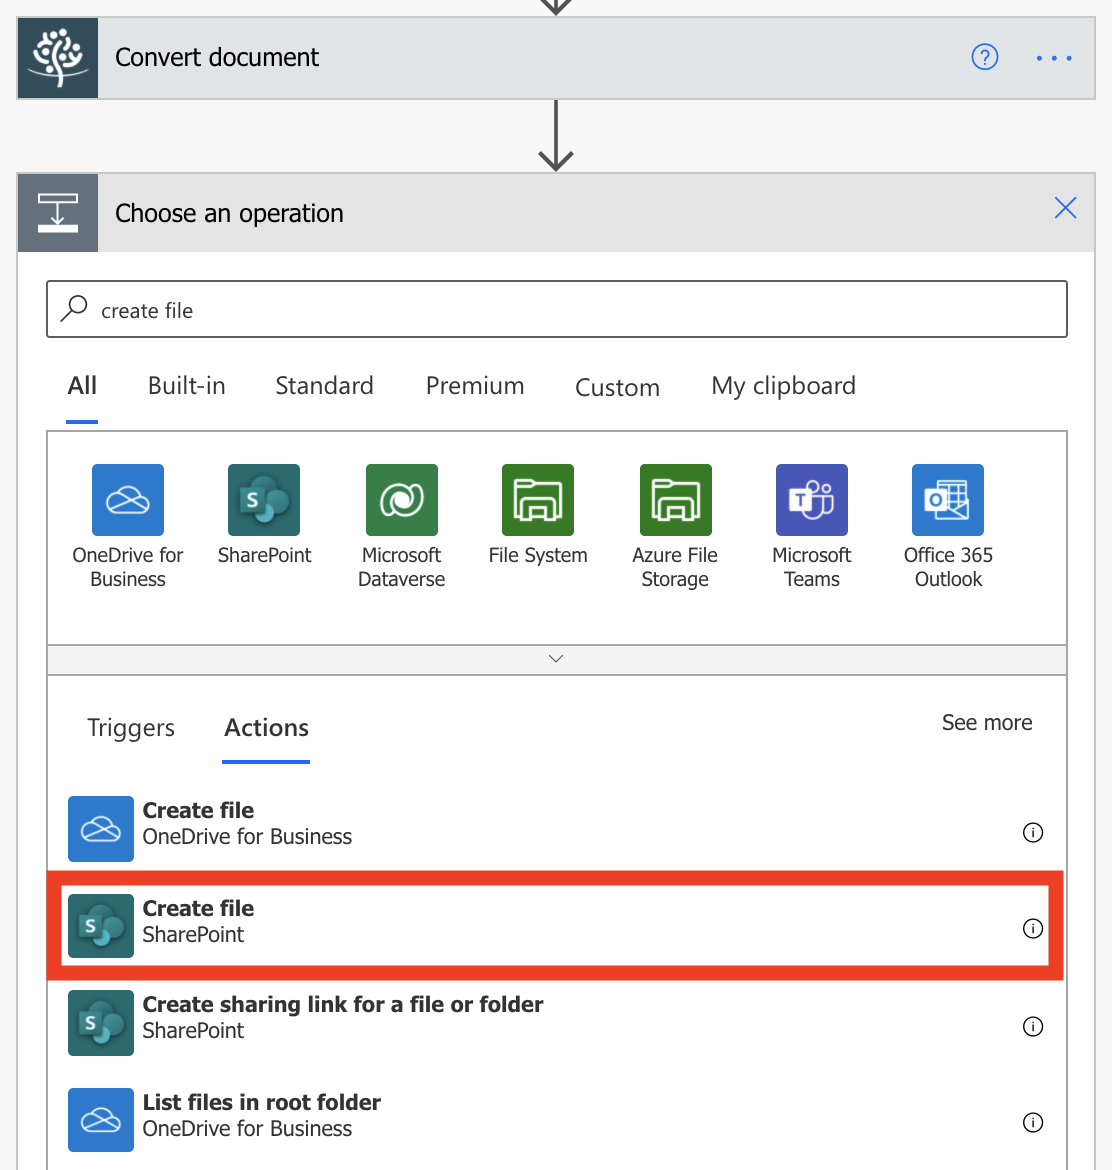 Convert document
?
Choose an operation
create file
All Built-in Standard Premium Custom My clipboard
S T O
OneDrive for Business
SharePoint
Microsoft Dataverse
File System
Azure File Storage
Microsoft Teams
Office 365 Outlook
Triggers Actions See more
Create file
OneDrive for Business
S
Create file
SharePoint
S
Create sharing link for a file or folder
SharePoint
List files in root folder
OneDrive for Business